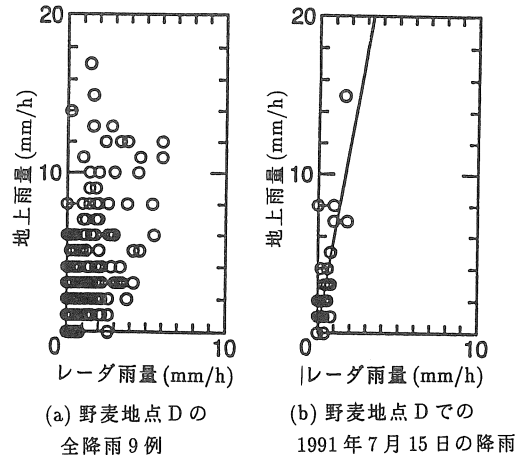 20
地上雨量(mm/h)
10
0
10
レーダ雨量(mm/h)
(a) 野麦地点Dの
全降雨9例
20
地上雨量(mm/h)
10
0
10
レーダ雨量(mm/h)
(b) 野麦地点Dでの
1991年7月15日の降雨